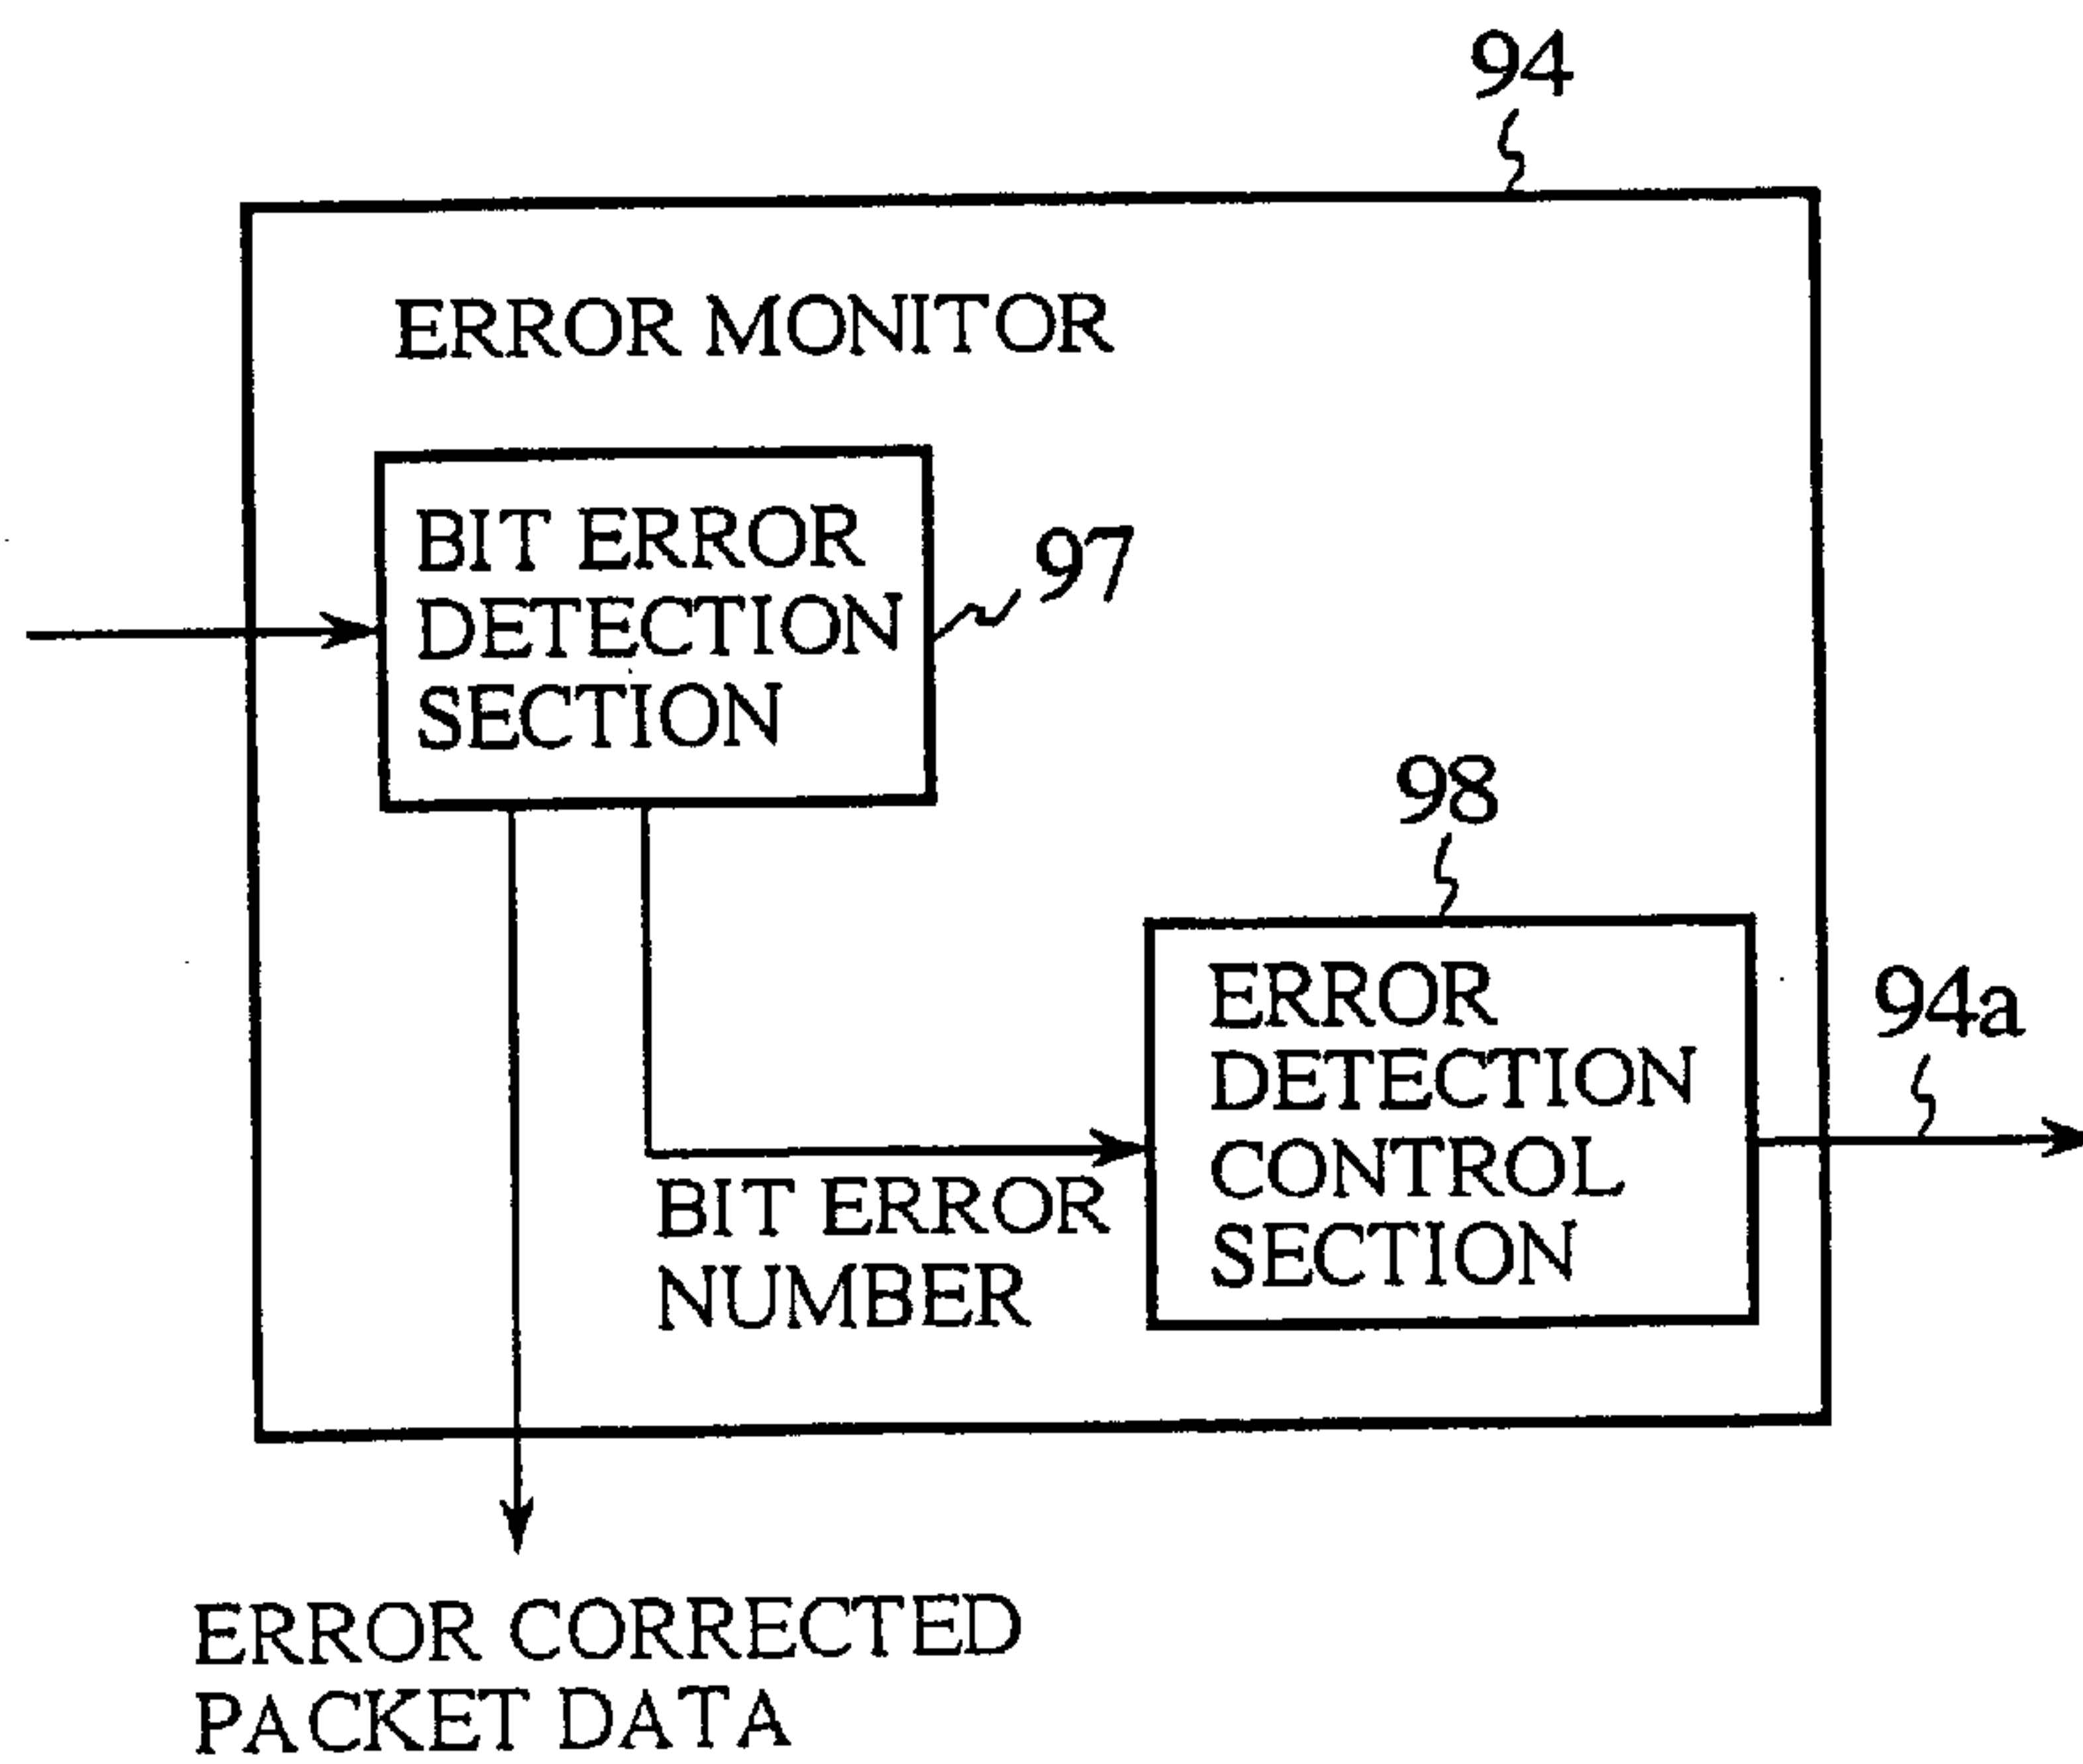 94
ERROR MONITOR
BIT ERROR
DETECTION
SECTION
97
98
ERROR
DETECTION
CONTROL
SECTION
94a
BIT ERROR
NUMBER
ERROR CORRECTED
PACKET DATA